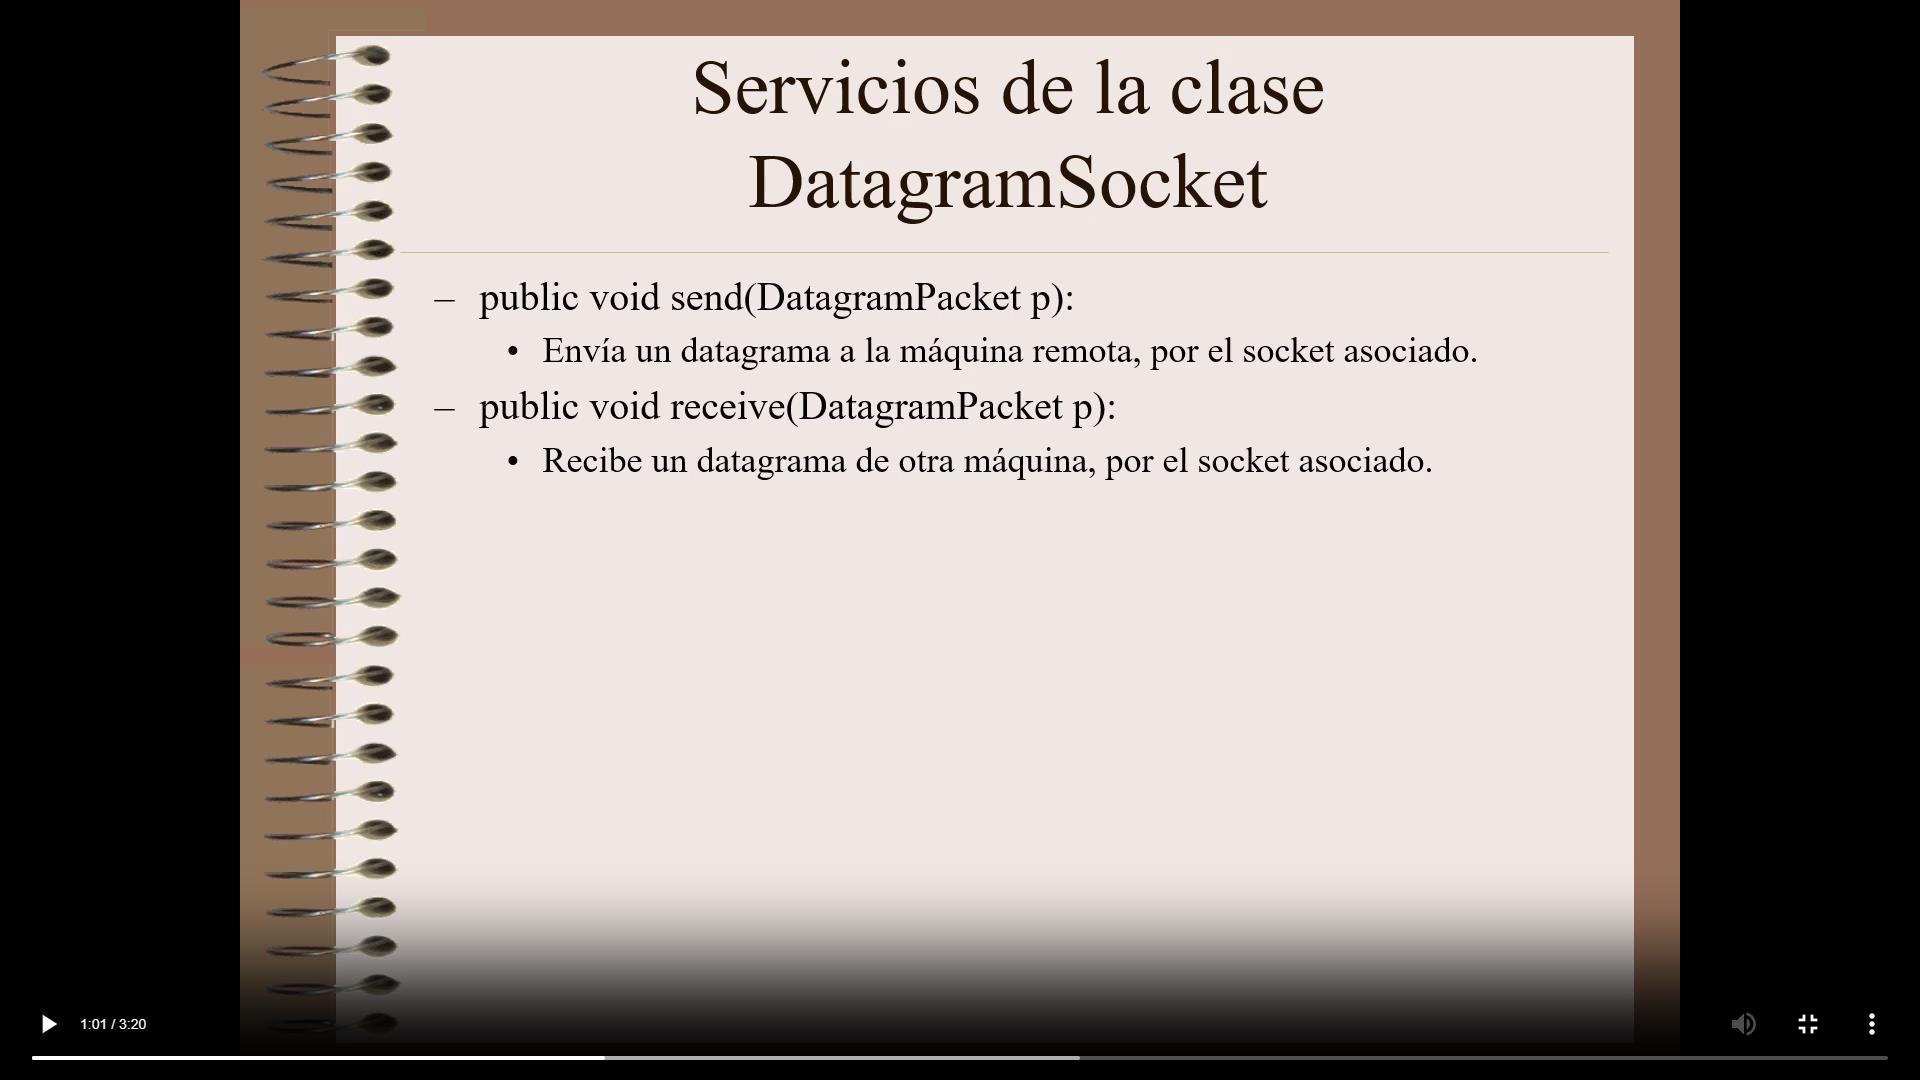 Servicios de la clase
DatagramSocket
– public void send(DatagramPacket p):
• Envía un datagrama a la máquina remota, por el socket asociado.
– public void receive(DatagramPacket p):
• Recibe un datagrama de otra máquina, por el socket asociado.
1:01 / 3:20